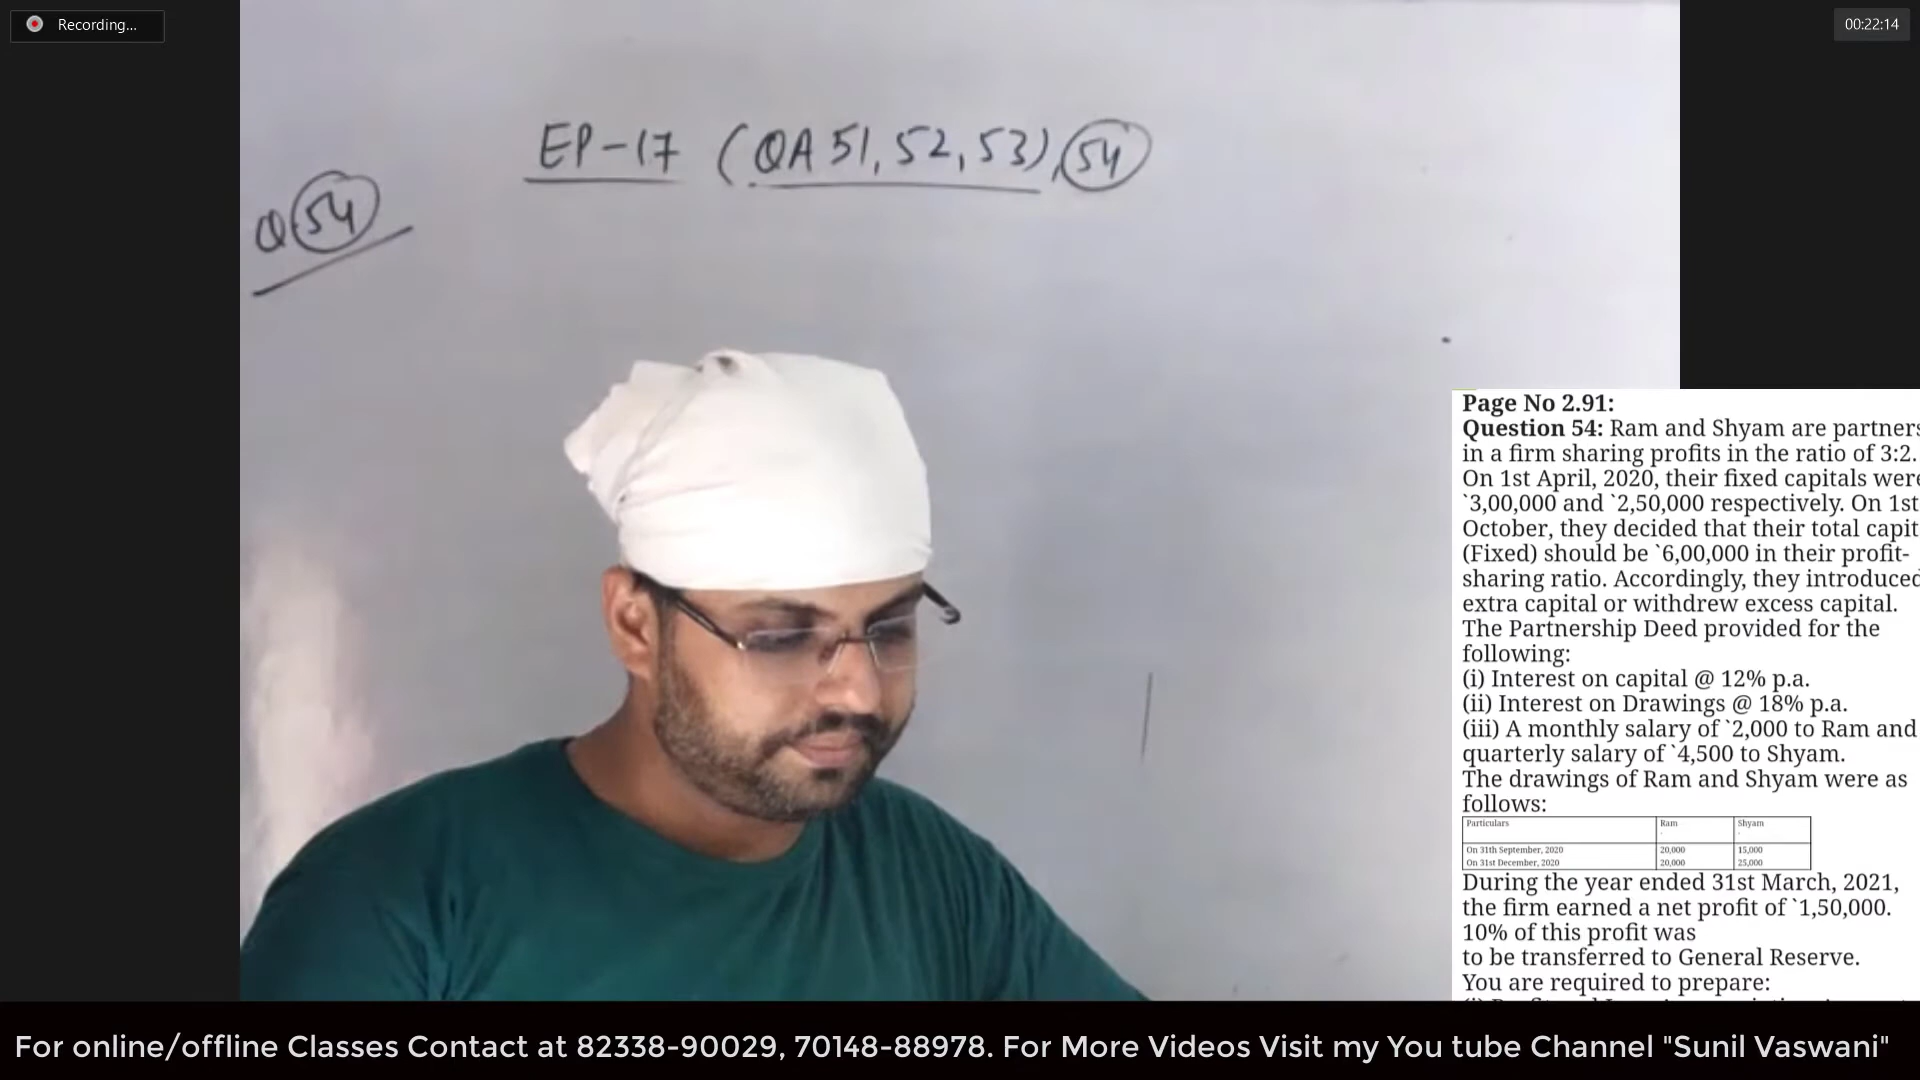 Recording...
00:22:14
EP-17 (QA 51, 52, 53), 54
Q 54
Page No 2.91:
Question 54: Ram and Shyam are partners
in a firm sharing profits in the ratio of 3:2.
On 1st April, 2020, their fixed capitals were
`3,00,000 and `2,50,000 respectively. On 1st
October, they decided that their total capit
(Fixed) should be `6,00,000 in their profit-
sharing ratio. Accordingly, they introduced
extra capital or withdrew excess capital.
The Partnership Deed provided for the
following:
(i) Interest on capital @ 12% p.a.
(ii) Interest on Drawings @ 18% p.a.
(iii) A monthly salary of `2,000 to Ram and
quarterly salary of `4,500 to Shyam.
The drawings of Ram and Shyam were as
follows:
Particulars Ram Shyam
On 31th September, 2020 20,000 15,000
On 31st December, 2020 20,000 25,000
During the year ended 31st March, 2021,
the firm earned a net profit of `1,50,000.
10% of this profit was
to be transferred to General Reserve.
You are required to prepare:
For online/offline Classes Contact at 82338-90029, 70148-88978. For More Videos Visit my You tube Channel "Sunil Vaswani"